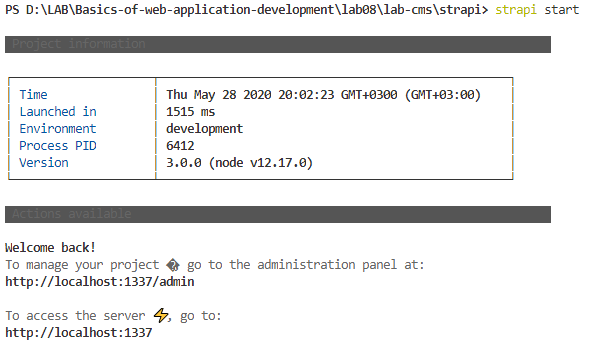 PS D:\LAB\Basics-of-web-application-development\lab08\lab-cms\strapi> strapi start
Project information
Time Thu May 28 2020 20:02:23 GMT+0300 (GMT+03:00)
Launched in 1515 ms
Environment development
Process PID 6412
Version 3.0.0 (node v12.17.0)
Actions available
Welcome back!
To manage your project � go to the administration panel at:
http://localhost:1337/admin
To access the server ⚡, go to:
http://localhost:1337